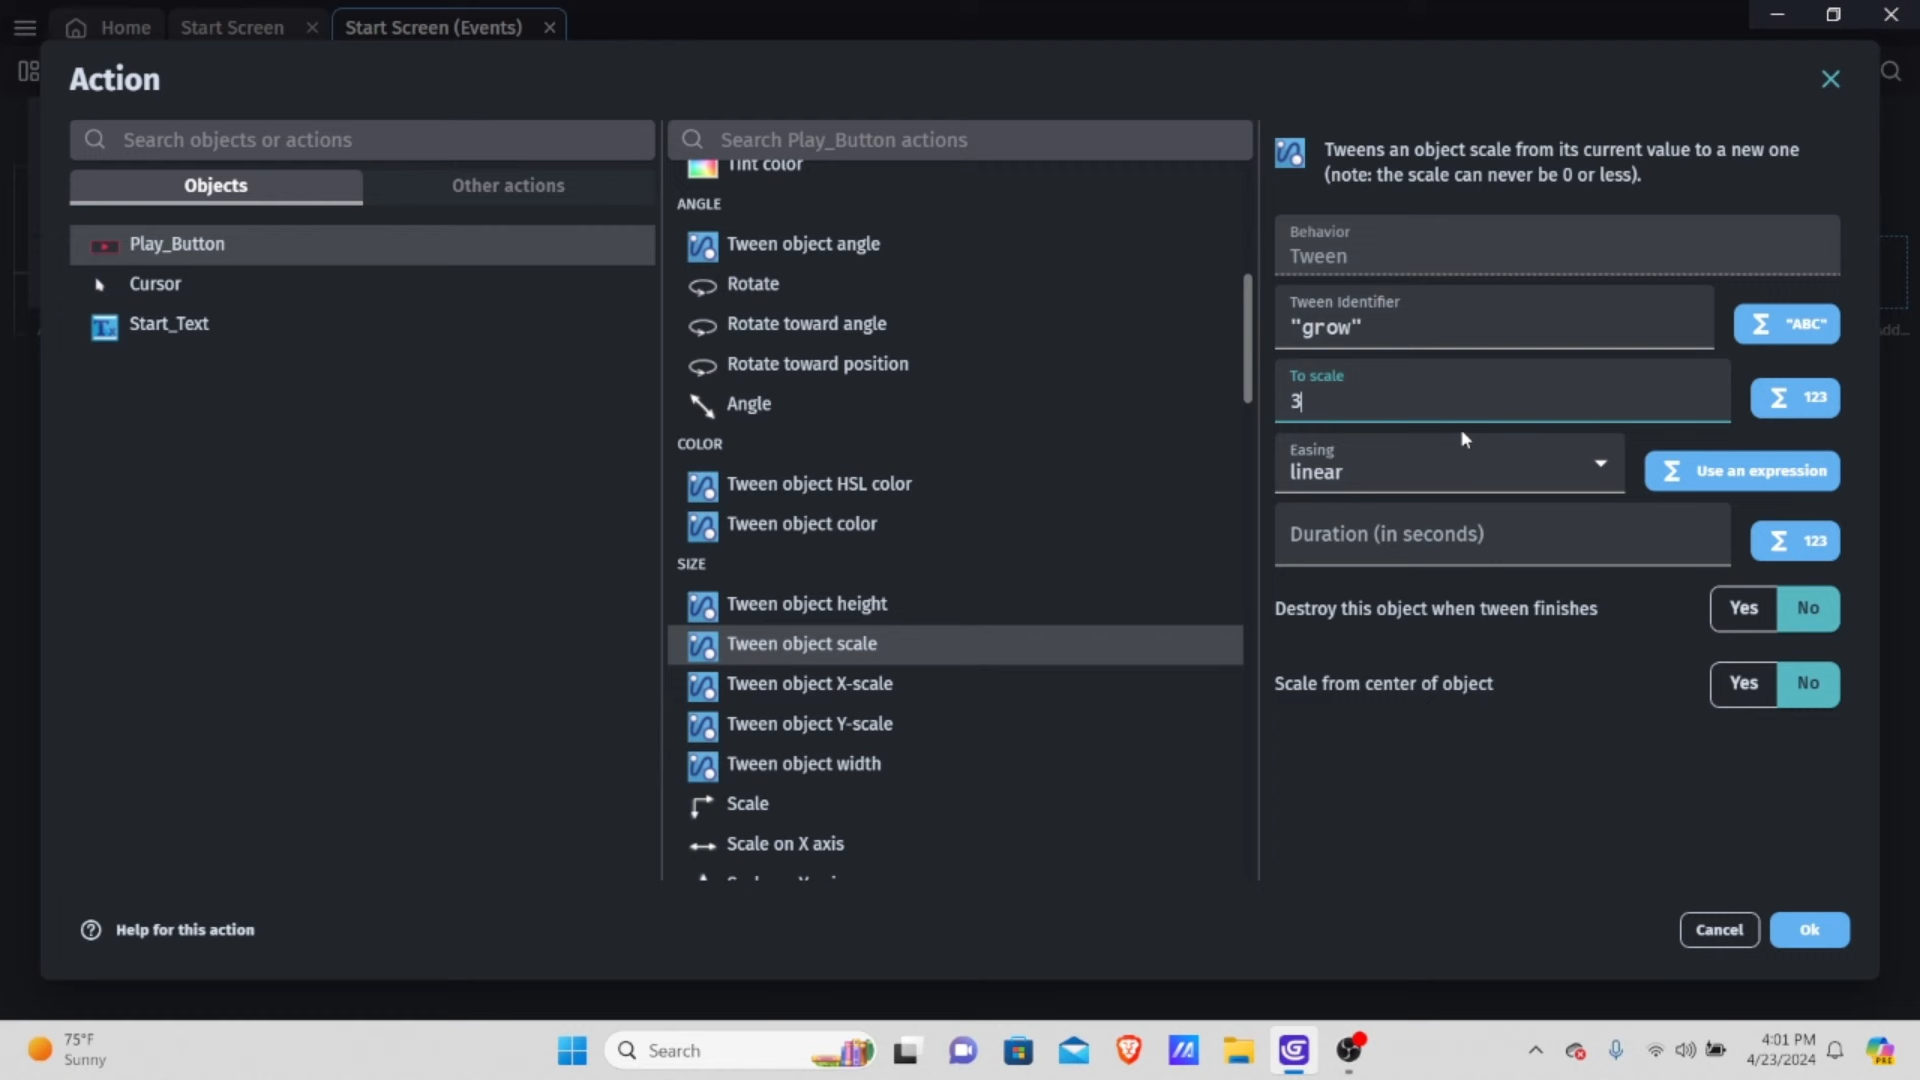 Home
Start Screen
Start Screen (Events)
Action
Search objects or actions
Objects
Other actions
Play_Button
Cursor
Start_Text
Search Play_Button actions
Tint color
ANGLE
Tween object angle
Rotate
Rotate toward angle
Rotate toward position
Angle
COLOR
Tween object HSL color
Tween object color
SIZE
Tween object height
Tween object scale
Tween object X-scale
Tween object Y-scale
Tween object width
Scale
Scale on X axis
Tweens an object scale from its current value to a new one
(note: the scale can never be 0 or less).
Behavior
Tween
Tween Identifier
"grow"
Σ "ABC"
To scale
3
Σ 123
Easing
linear
Σ Use an expression
Duration (in seconds)
Σ 123
Destroy this object when tween finishes
Yes
No
Scale from center of object
Yes
No
Help for this action
Cancel
Ok
75°F
Sunny
Search
4:01 PM
4/23/2024
PRE